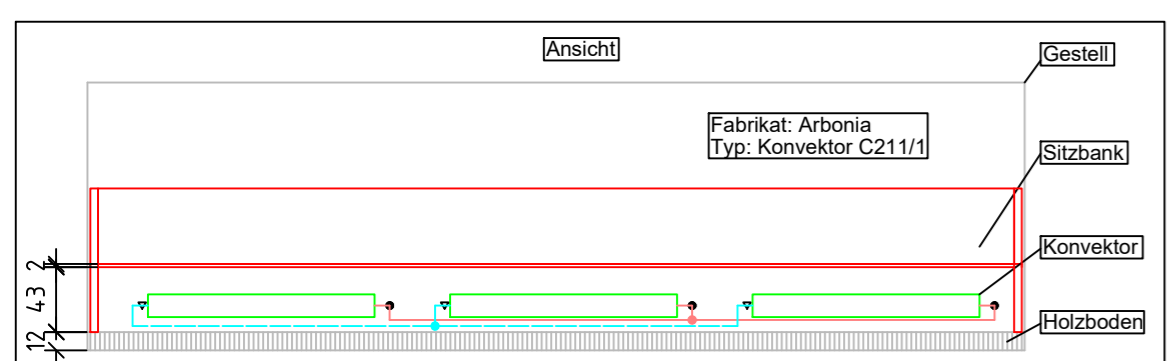 Ansicht
Gestell
Fabrikat: Arbonia
Typ: Konvektor C211/1
Sitzbank
Konvektor
Holzboden
2
43
12